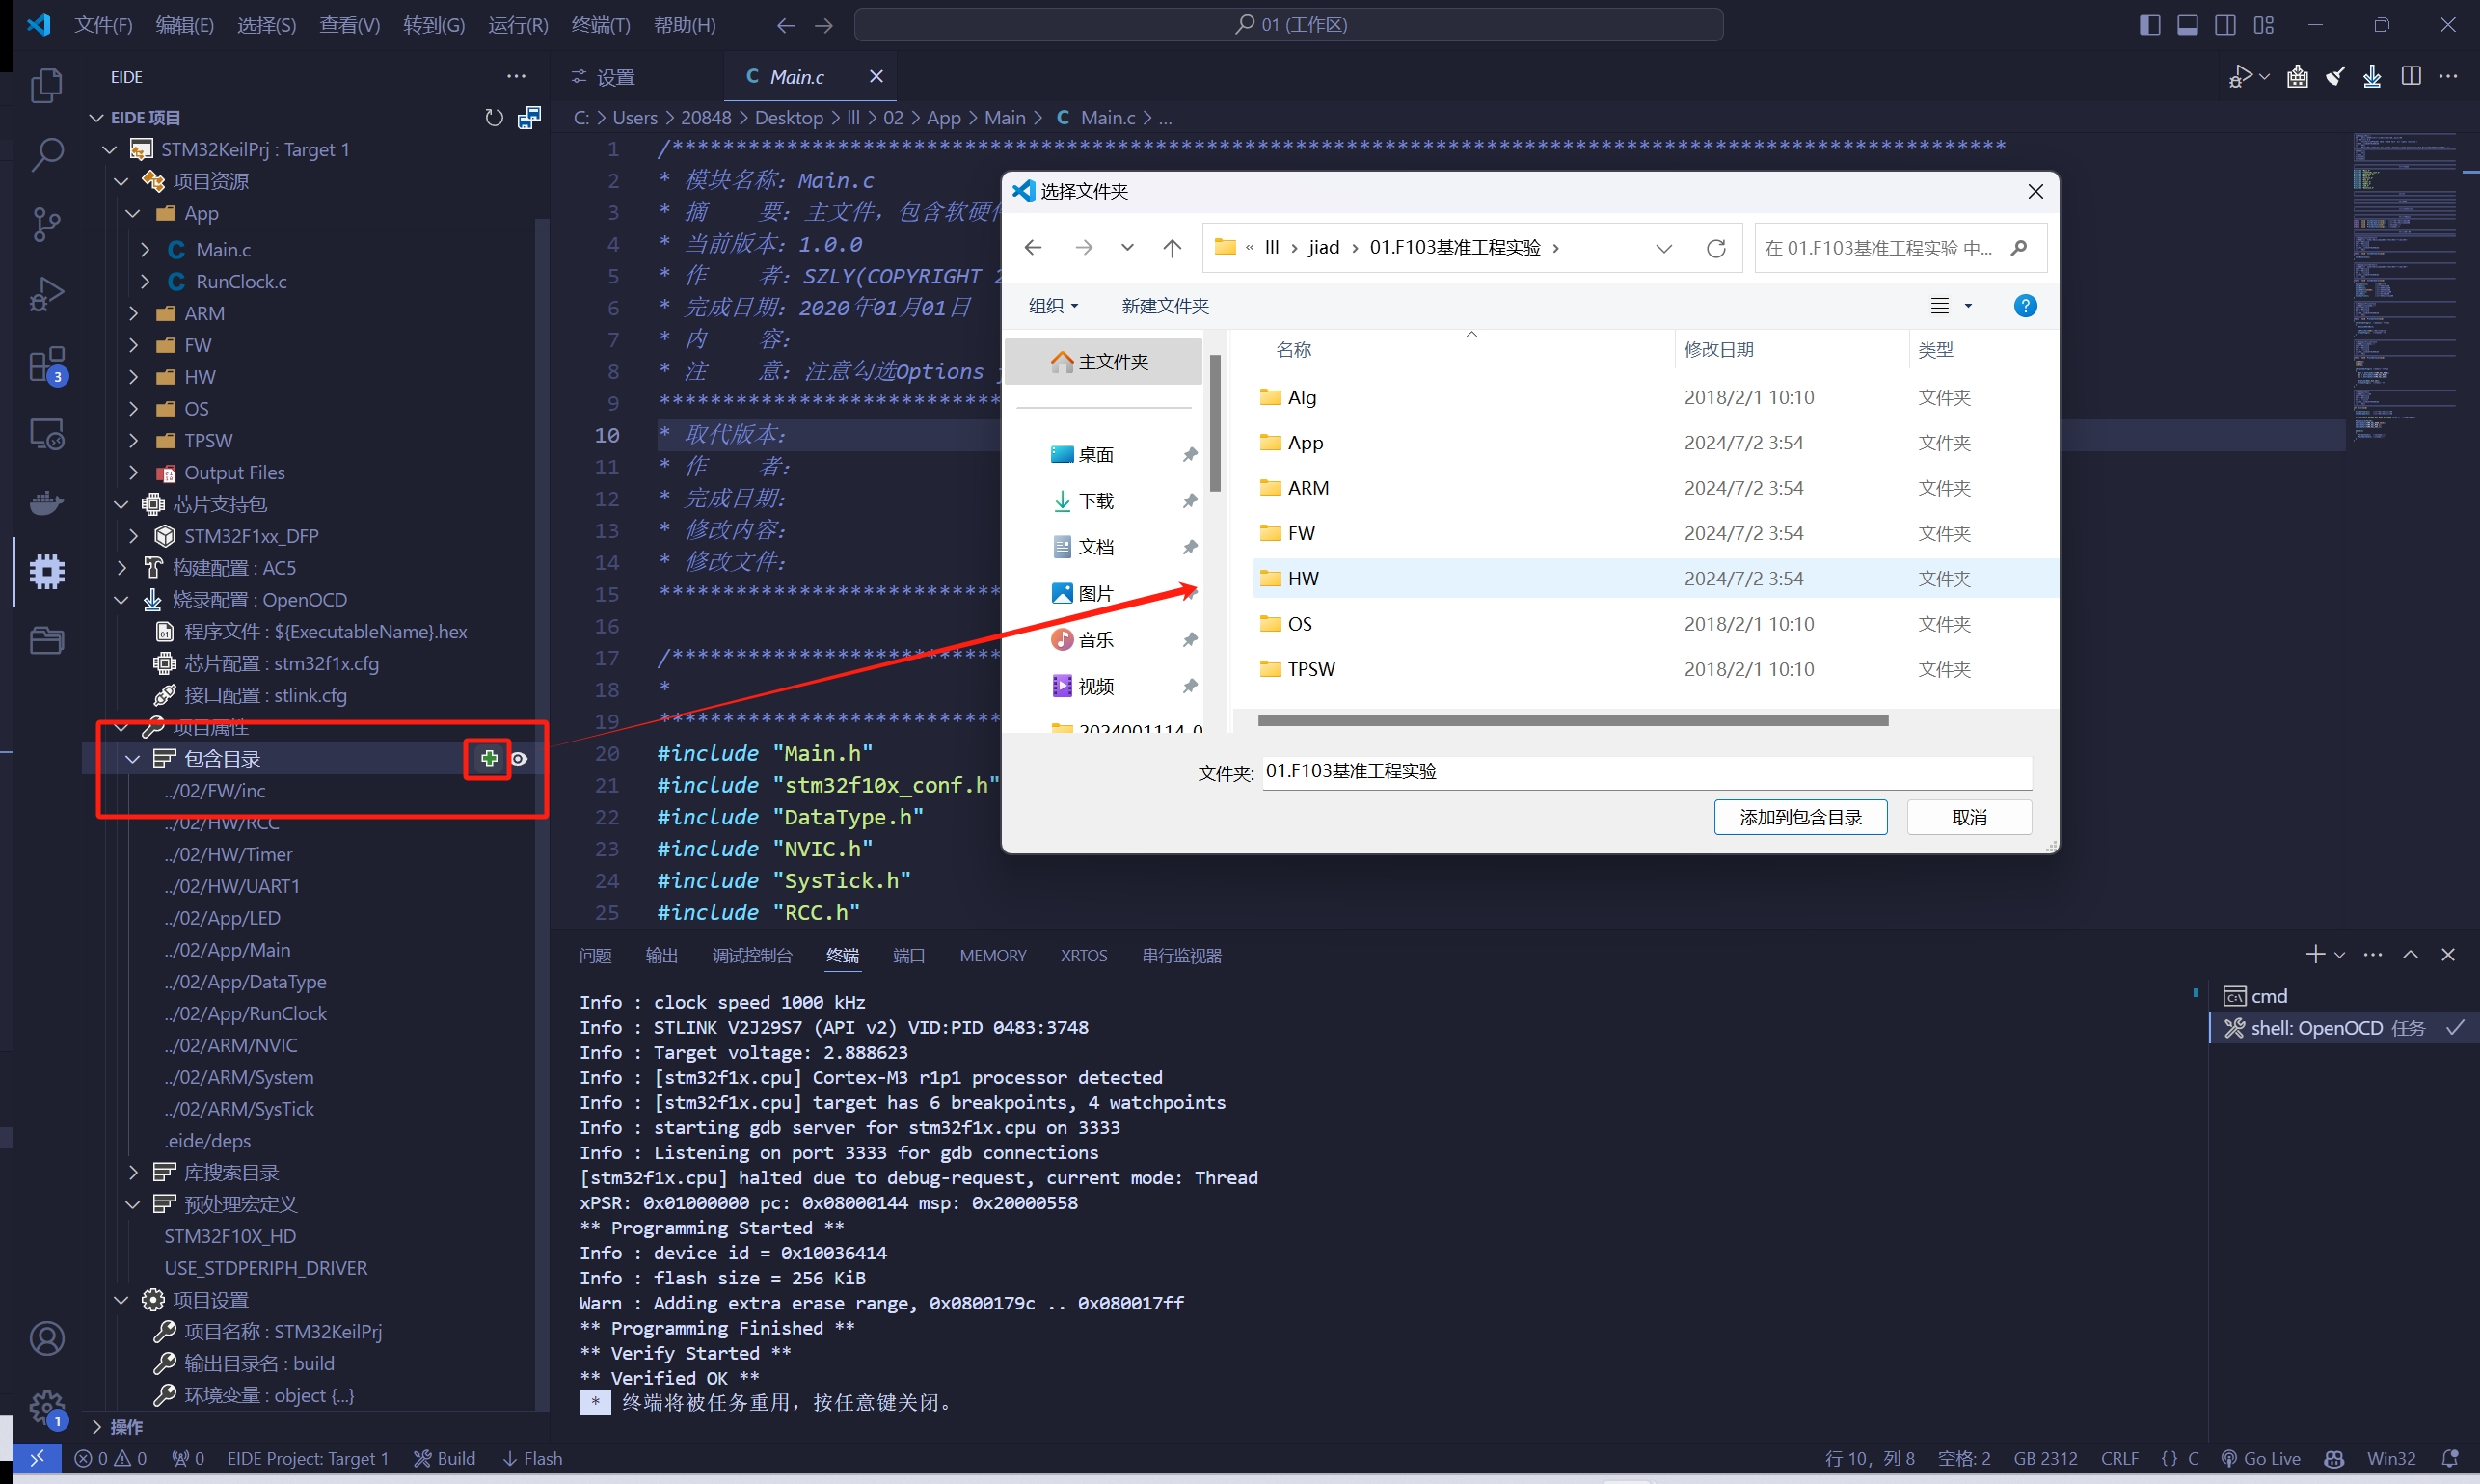 文件(F) 编辑(E) 选择(S) 查看(V) 转到(G) 运行(R) 终端(T) 帮助(H)
01 (工作区)
EIDE
EIDE 项目
STM32KeilPrj : Target 1
项目资源
App
Main.c
RunClock.c
ARM
FW
HW
OS
TPSW
Output Files
芯片支持包
STM32F1xx_DFP
构建配置 : AC5
烧录配置 : OpenOCD
程序文件 : ${ExecutableName}.hex
芯片配置 : stm32f1x.cfg
接口配置 : stlink.cfg
项目属性
包含目录
../02/FW/inc
../02/HW/RCC
../02/HW/Timer
../02/HW/UART1
../02/App/LED
../02/App/Main
../02/App/DataType
../02/App/RunClock
../02/ARM/NVIC
../02/ARM/System
../02/ARM/SysTick
.eide/deps
库搜索目录
预处理宏定义
STM32F10X_HD
USE_STDPERIPH_DRIVER
项目设置
项目名称 : STM32KeilPrj
输出目录名 : build
环境变量 : object {...}
操作
3
1
设置
Main.c
C: > Users > 20848 > Desktop > lll > 02 > App > Main > C Main.c > ...
1 /*********************************************************************************************************
2 * 模块名称: Main.c
3 * 摘 要: 主文件, 包含软硬件
4 * 当前版本: 1.0.0
5 * 作 者: SZLY(COPYRIGHT 2
6 * 完成日期: 2020年01月01日
7 * 内 容:
8 * 注 意: 注意勾选Options
9 **************************
10 * 取代版本:
11 * 作 者:
12 * 完成日期:
13 * 修改内容:
14 * 修改文件:
15 **************************
16
17 /**************************
18 *
19 **************************
20 #include "Main.h"
21 #include "stm32f10x_conf.h"
22 #include "DataType.h"
23 #include "NVIC.h"
24 #include "SysTick.h"
25 #include "RCC.h"
选择文件夹
« lll › jiad › 01.F103基准工程实验 ›
在 01.F103基准工程实验 中...
组织 新建文件夹
主文件夹
桌面
下载
文档
图片
音乐
视频
名称 修改日期 类型
Alg 2018/2/1 10:10 文件夹
App 2024/7/2 3:54 文件夹
ARM 2024/7/2 3:54 文件夹
FW 2024/7/2 3:54 文件夹
HW 2024/7/2 3:54 文件夹
OS 2018/2/1 10:10 文件夹
TPSW 2018/2/1 10:10 文件夹
文件夹: 01.F103基准工程实验
添加到包含目录 取消
问题 输出 调试控制台 终端 端口 MEMORY XRTOS 串行监视器
Info : clock speed 1000 kHz
Info : STLINK V2J29S7 (API v2) VID:PID 0483:3748
Info : Target voltage: 2.888623
Info : [stm32f1x.cpu] Cortex-M3 r1p1 processor detected
Info : [stm32f1x.cpu] target has 6 breakpoints, 4 watchpoints
Info : starting gdb server for stm32f1x.cpu on 3333
Info : Listening on port 3333 for gdb connections
[stm32f1x.cpu] halted due to debug-request, current mode: Thread
xPSR: 0x01000000 pc: 0x08000144 msp: 0x20000558
** Programming Started **
Info : device id = 0x10036414
Info : flash size = 256 KiB
Warn : Adding extra erase range, 0x0800179c .. 0x080017ff
** Programming Finished **
** Verify Started **
** Verified OK **
* 终端将被任务重用，按任意键关闭。
cmd
shell: OpenOCD 任务
0 0 0 EIDE Project: Target 1 Build Flash
行 10，列 8 空格: 2 GB 2312 CRLF {} C Go Live Win32